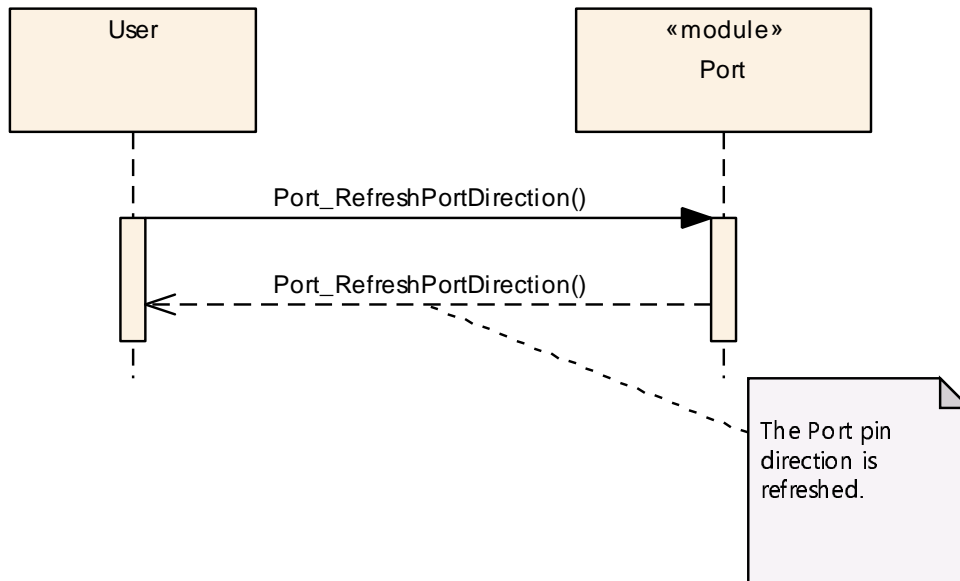 User
«module»
Port
Port_RefreshPortDirection()
Port_RefreshPortDirection()
The Port pin
direction is
refreshed.